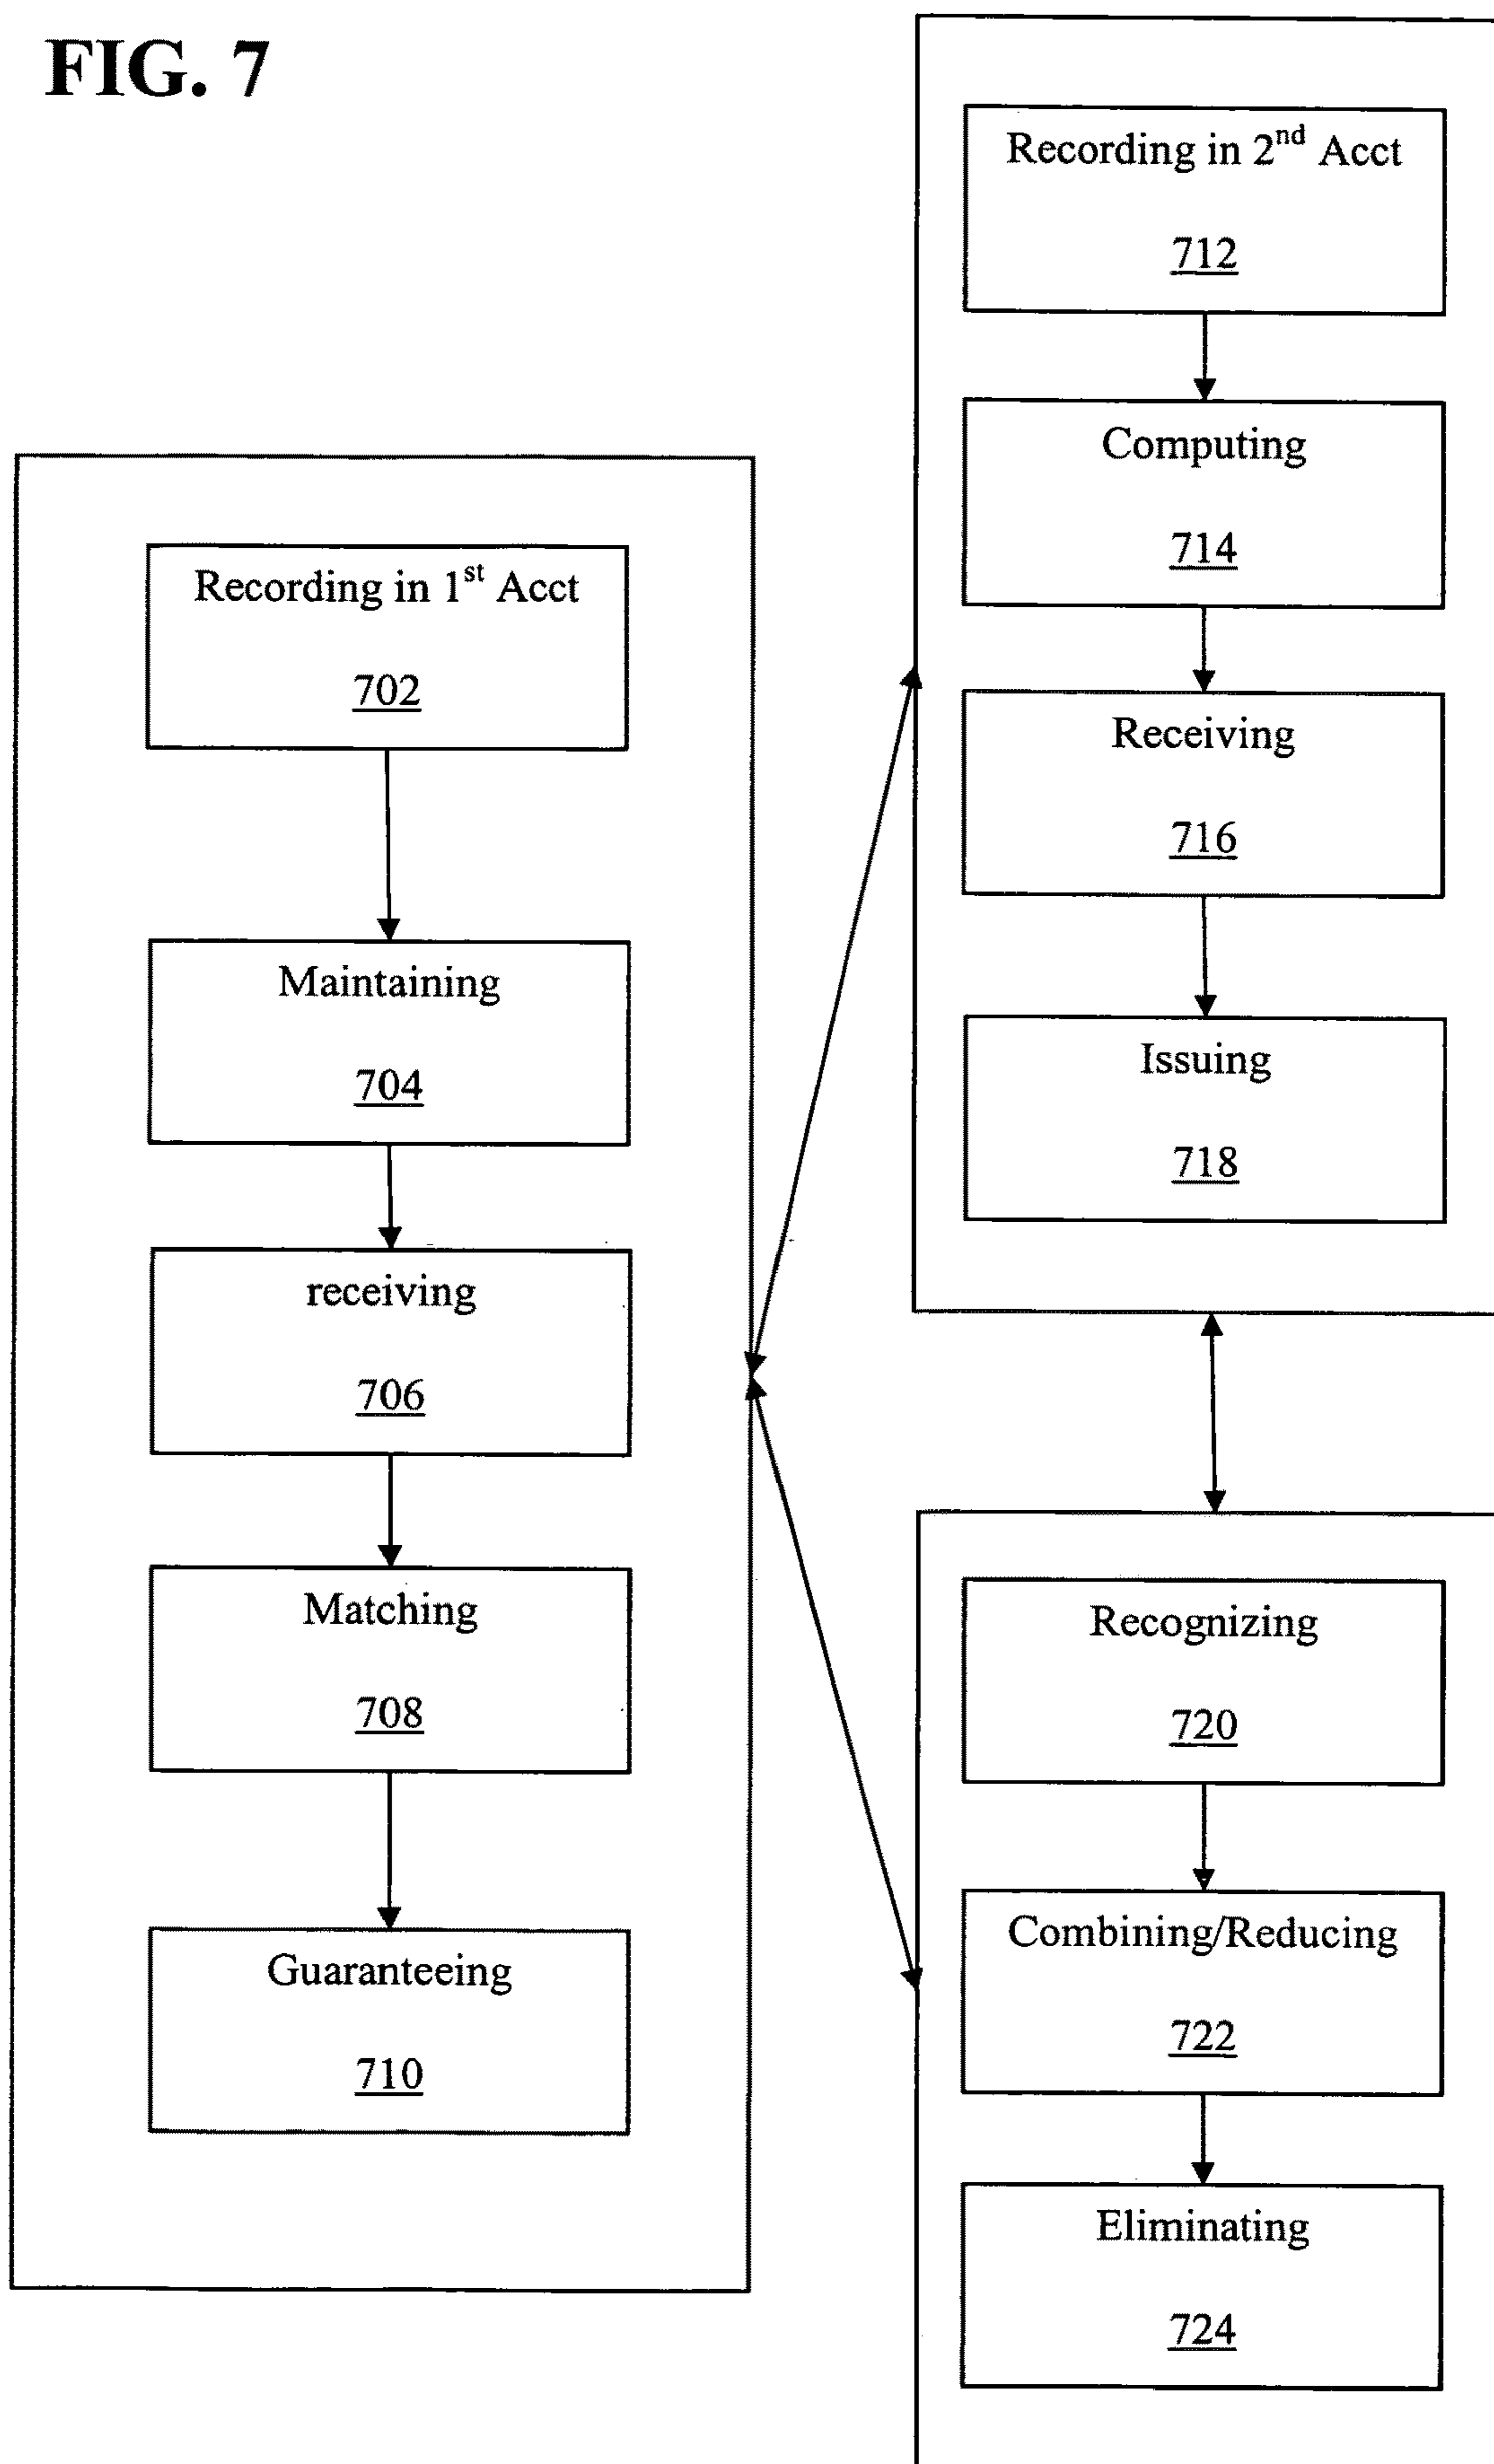 FIG. 7
Recording in 1st Acct
702
Maintaining
704
receiving
706
Matching
708
Guaranteeing
710
Recording in 2nd Acct
712
Computing
714
Receiving
716
Issuing
718
Recognizing
720
Combining/Reducing
722
Eliminating
724